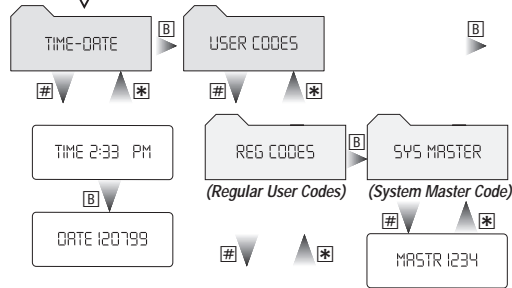 B
B
TIME-DATE
USER CODES
#
*
#
*
TIME 2:33 PM
REG CODES
B
SYS MASTER
B
(Regular User Codes)
(System Master Code)
#
*
DATE 120799
#
*
MASTR 1234